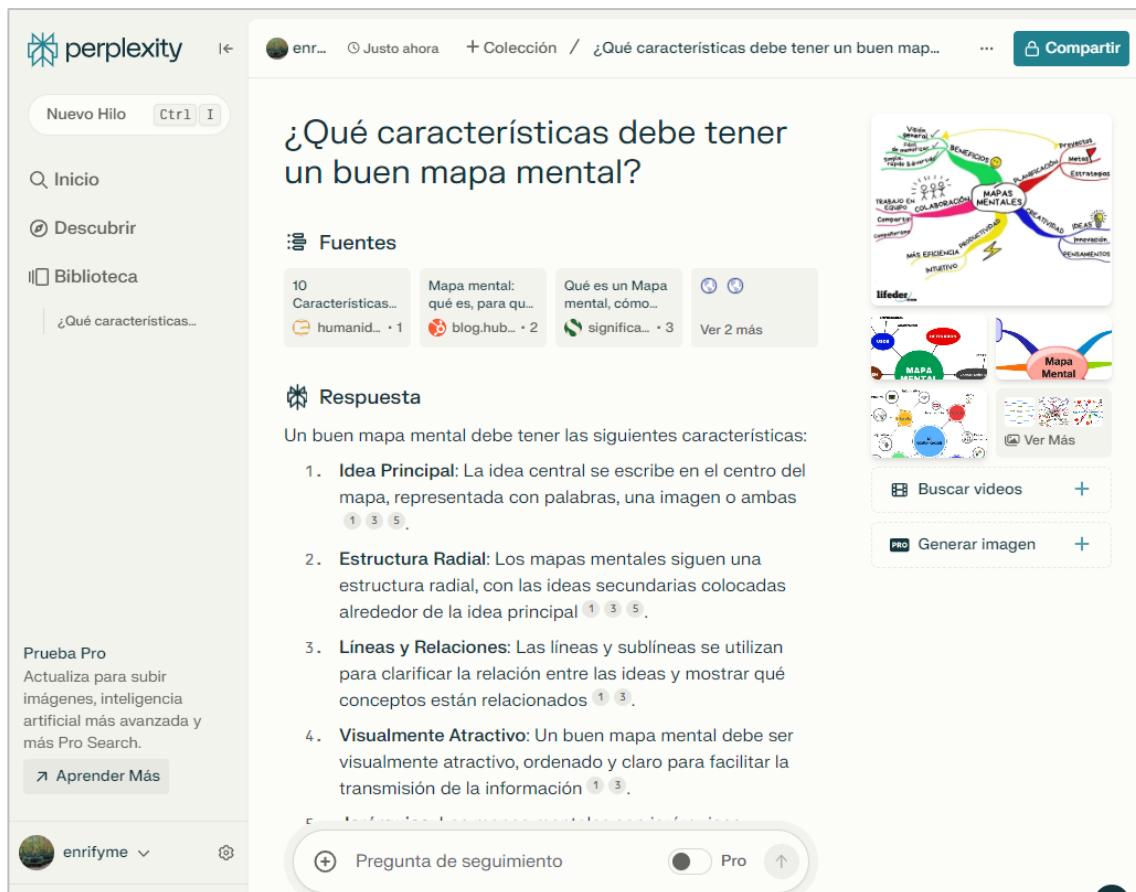 perplexity
Nuevo Hilo Ctrl I
Inicio
Descubrir
Biblioteca
¿Qué características...
Prueba Pro
Actualiza para subir
imágenes, inteligencia
artificial más avanzada y
más Pro Search.
Aprender Más
enrifyme
enr... Justo ahora + Colección / ¿Qué características debe tener un buen map... ... Compartir
¿Qué características debe tener
un buen mapa mental?
Fuentes
10
Características...
humanid... · 1
Mapa mental:
qué es, para qu...
blog.hub... · 2
Qué es un Mapa
mental, cómo...
significa... · 3
Ver 2 más
Respuesta
Un buen mapa mental debe tener las siguientes características:
1. Idea Principal: La idea central se escribe en el centro del
mapa, representada con palabras, una imagen o ambas
1 3 5.
2. Estructura Radial: Los mapas mentales siguen una
estructura radial, con las ideas secundarias colocadas
alrededor de la idea principal 1 3 5.
3. Líneas y Relaciones: Las líneas y sublíneas se utilizan
para clarificar la relación entre las ideas y mostrar qué
conceptos están relacionados 1 3.
4. Visualmente Atractivo: Un buen mapa mental debe ser
visualmente atractivo, ordenado y claro para facilitar la
transmisión de la información 1 3.
Pregunta de seguimiento Pro
Visión
general
BENEFICIOS
PLANIFICACIÓN
Proyectos
Metas
Estrategias
TRABAJO EN
EQUIPO
COLABORACIÓN
Compartir
MAPAS
MENTALES
CREATIVIDAD
IDEAS
Innovación
PENSAMIENTOS
PRODUCTIVIDAD
MÁS EFICIENCIA
INTUITIVO
lifeder
USOS
MAPA
MENTAL
Mapa
Mental
Ver Más
Buscar videos +
PRO Generar imagen +